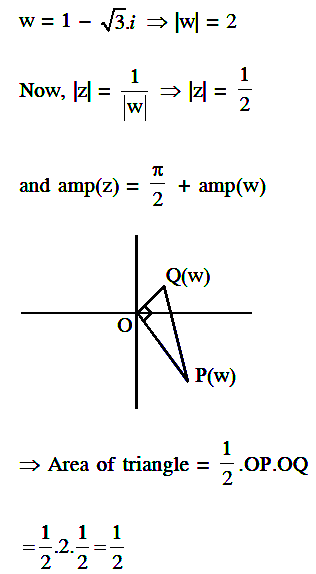 w = 1 − √3.i ⇒ |w| = 2
Now, |z| = 1/|w| ⇒ |z| = 1/2
and amp(z) = π/2 + amp(w)
Q(w)
O
P(w)
⇒ Area of triangle = 1/2 .OP.OQ
= 1/2 .2. 1/2 = 1/2